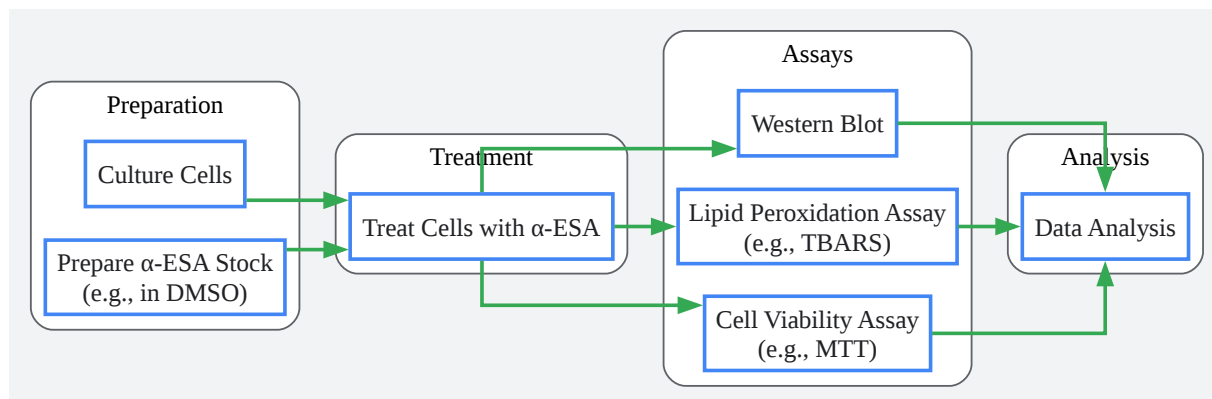 Preparation
Culture Cells
Prepare α-ESA Stock
(e.g., in DMSO)
Treatment
Treat Cells with α-ESA
Assays
Western Blot
Lipid Peroxidation Assay
(e.g., TBARS)
Cell Viability Assay
(e.g., MTT)
Analysis
Data Analysis